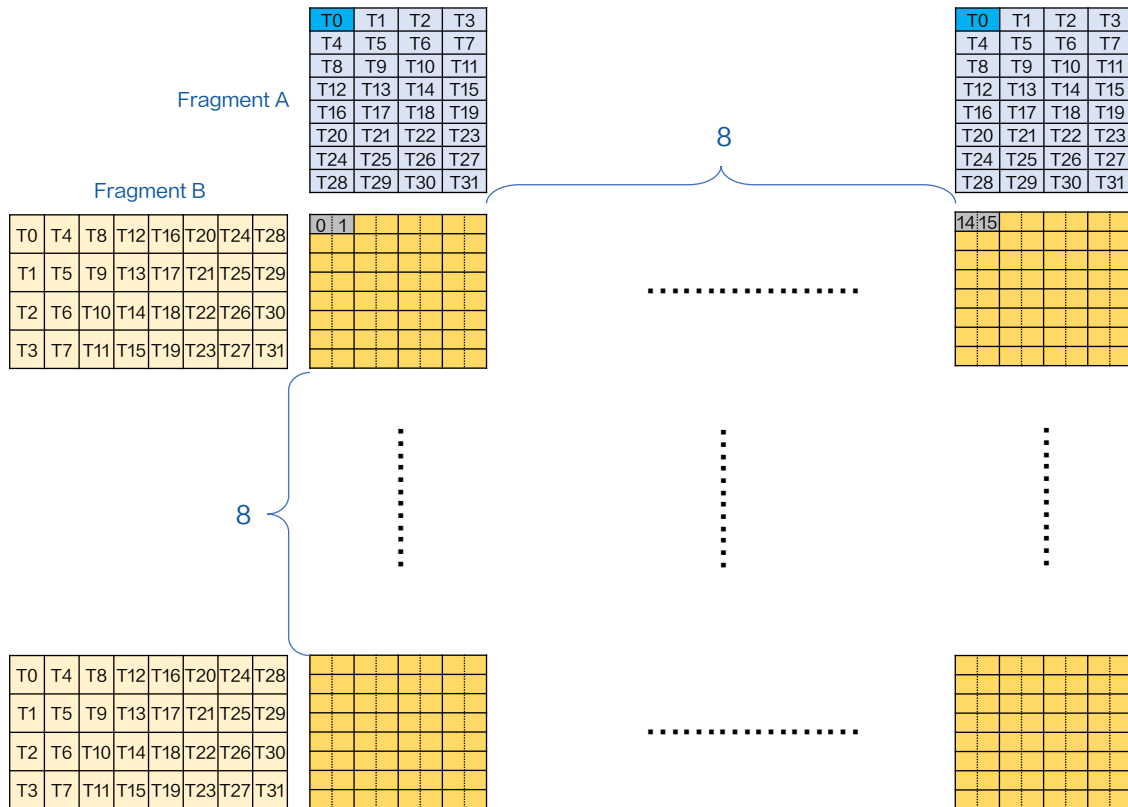 T0 T1 T2 T3 T0 T1 T2 T3
T4 T5 T6 T7 T4 T5 T6 T7
T8 T9 T10 T11 T8 T9 T10 T11
T12 T13 T14 T15 T12 T13 T14 T15
Fragment A
T16 T17 T18 T19 T16 T17 T18 T19
T20 T21 T22 T23 T20 T21 T22 T23
8
T24 T25 T26 T27 T24 T25 T26 T27
T28 T29 T30 T31 T28 T29 T30 T31
Fragment B
0 1 14 15
T0 T4 T8 T12 T16 T20 T24 T28
T1 T5 T9 T13 T17 T21 T25 T29
T2 T6 T10 T14 T18 T22 T26 T30
T3 T7 T11 T15 T19 T23 T27 T31
8
T0 T4 T8 T12 T16 T20 T24 T28
T1 T5 T9 T13 T17 T21 T25 T29
T2 T6 T10 T14 T18 T22 T26 T30
T3 T7 T11 T15 T19 T23 T27 T31